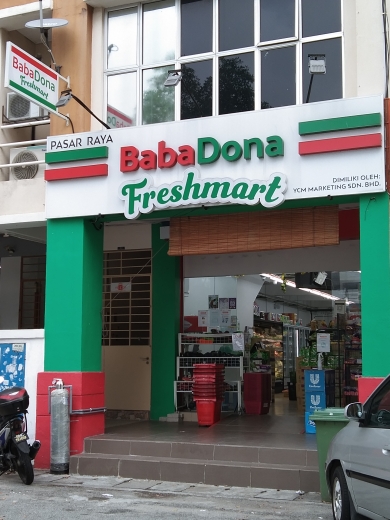 BabaDona
Freshmart
PASAR RAYA
BabaDona
Freshmart
DIMILIKI OLEH:
YCM MARKETING SDN. BHD.